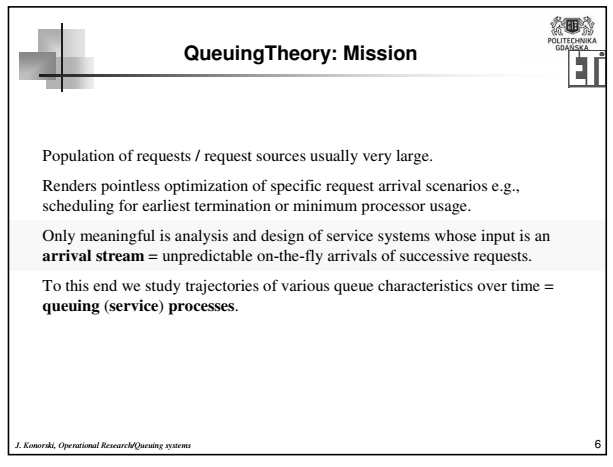 QueuingTheory: Mission
POLITECHNIKA
GDAŃSKA
Population of requests / request sources usually very large.
Renders pointless optimization of specific request arrival scenarios e.g.,
scheduling for earliest termination or minimum processor usage.
Only meaningful is analysis and design of service systems whose input is an
arrival stream = unpredictable on-the-fly arrivals of successive requests.
To this end we study trajectories of various queue characteristics over time =
queuing (service) processes.
J. Konorski, Operational Research/Queuing systems
6